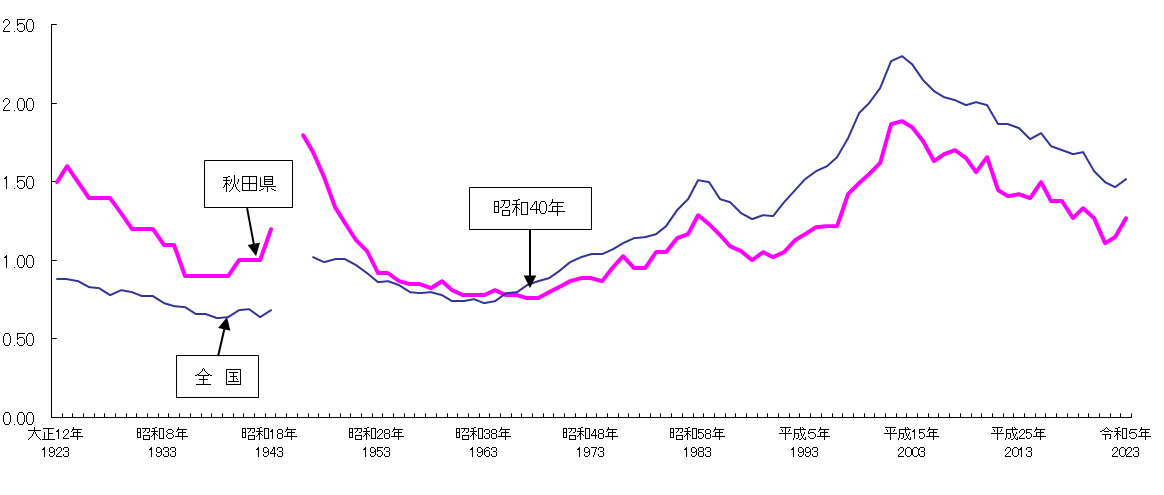 2.50
2.00
1.50
1.00
0.50
0.00
秋田県
昭和40年
全 国
大正12年 昭和8年 昭和18年 昭和28年 昭和38年 昭和48年 昭和58年 平成5年 平成15年 平成25年 令和5年
1923 1933 1943 1953 1963 1973 1983 1993 2003 2013 2023